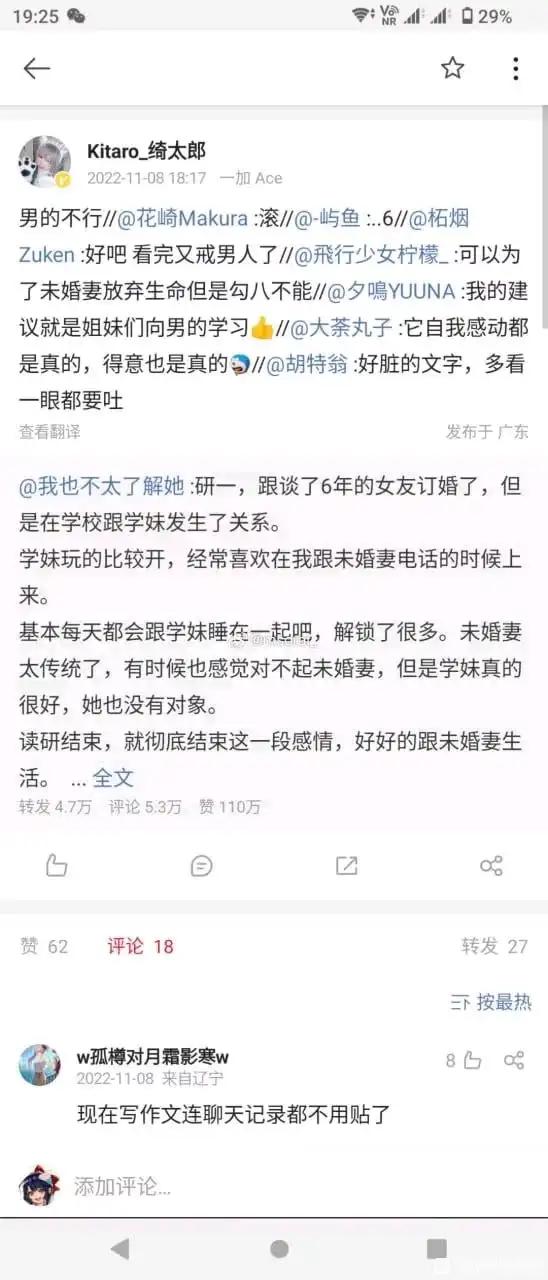 19:25
Vo
NR
29%
Kitaro_绮太郎
2022-11-08 18:17 一加 Ace
男的不行//@花崎Makura :滚//@-屿鱼 :..6//@柘烟
Zuken :好吧 看完又戒男人了//@飛行少女柠檬_ :可以为
了未婚妻放弃生命但是勾八不能//@夕鳴YUUNA :我的建
议就是姐妹们向男的学习👍//@大荼丸子 :它自我感动都
是真的，得意也是真的//@胡特翁 :好脏的文字，多看
一眼都要吐
查看翻译
发布于 广东
@我也不太了解她 :研一，跟谈了6年的女友订婚了，但
是在学校跟学妹发生了关系。
学妹玩的比较开，经常喜欢在我跟未婚妻电话的时候上
来。
基本每天都会跟学妹睡在一起吧，解锁了很多。未婚妻
太传统了，有时候也感觉对不起未婚妻，但是学妹真的
很好，她也没有对象。
读研结束，就彻底结束这一段感情，好好的跟未婚妻生
活。 ... 全文
转发 4.7万 评论 5.3万 赞 110万
赞 62 评论 18 转发 27
按最热
w孤樽对月霜影寒w
8
2022-11-08 来自辽宁
现在写作文连聊天记录都不用贴了
添加评论...